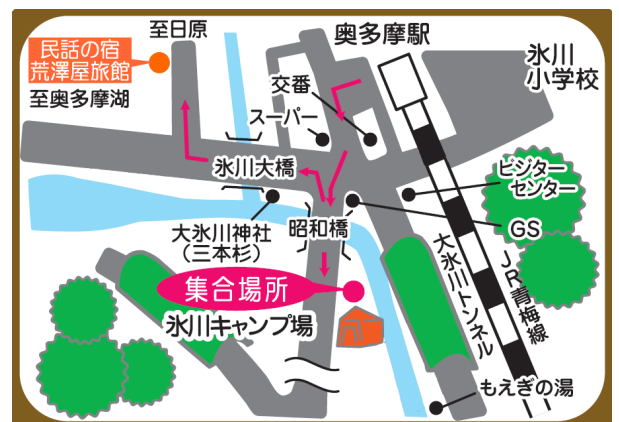 至日原
奥多摩駅
民話の宿
荒澤屋旅館
氷川
小学校
至奥多摩湖
交番
スーパー
氷川大橋
ビジター
センター
大氷川神社
(三本杉)
昭和橋
GS
集合場所
氷川キャンプ場
大氷川トンネル
JR青梅線
もえぎの湯